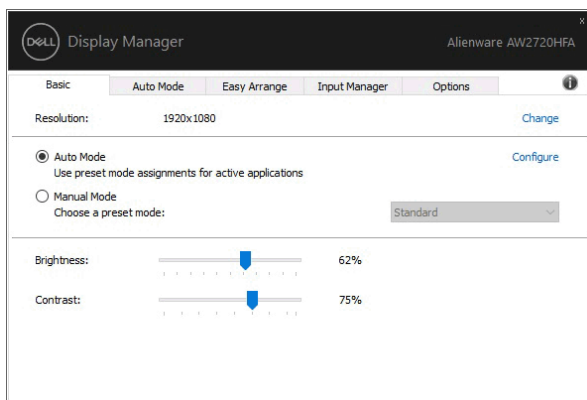 DELL Display Manager Alienware AW2720HFA x
Basic Auto Mode Easy Arrange Input Manager Options i
Resolution: 1920x1080 Change
Auto Mode Configure
Use preset mode assignments for active applications
Manual Mode
Choose a preset mode: Standard
Brightness: 62%
Contrast: 75%